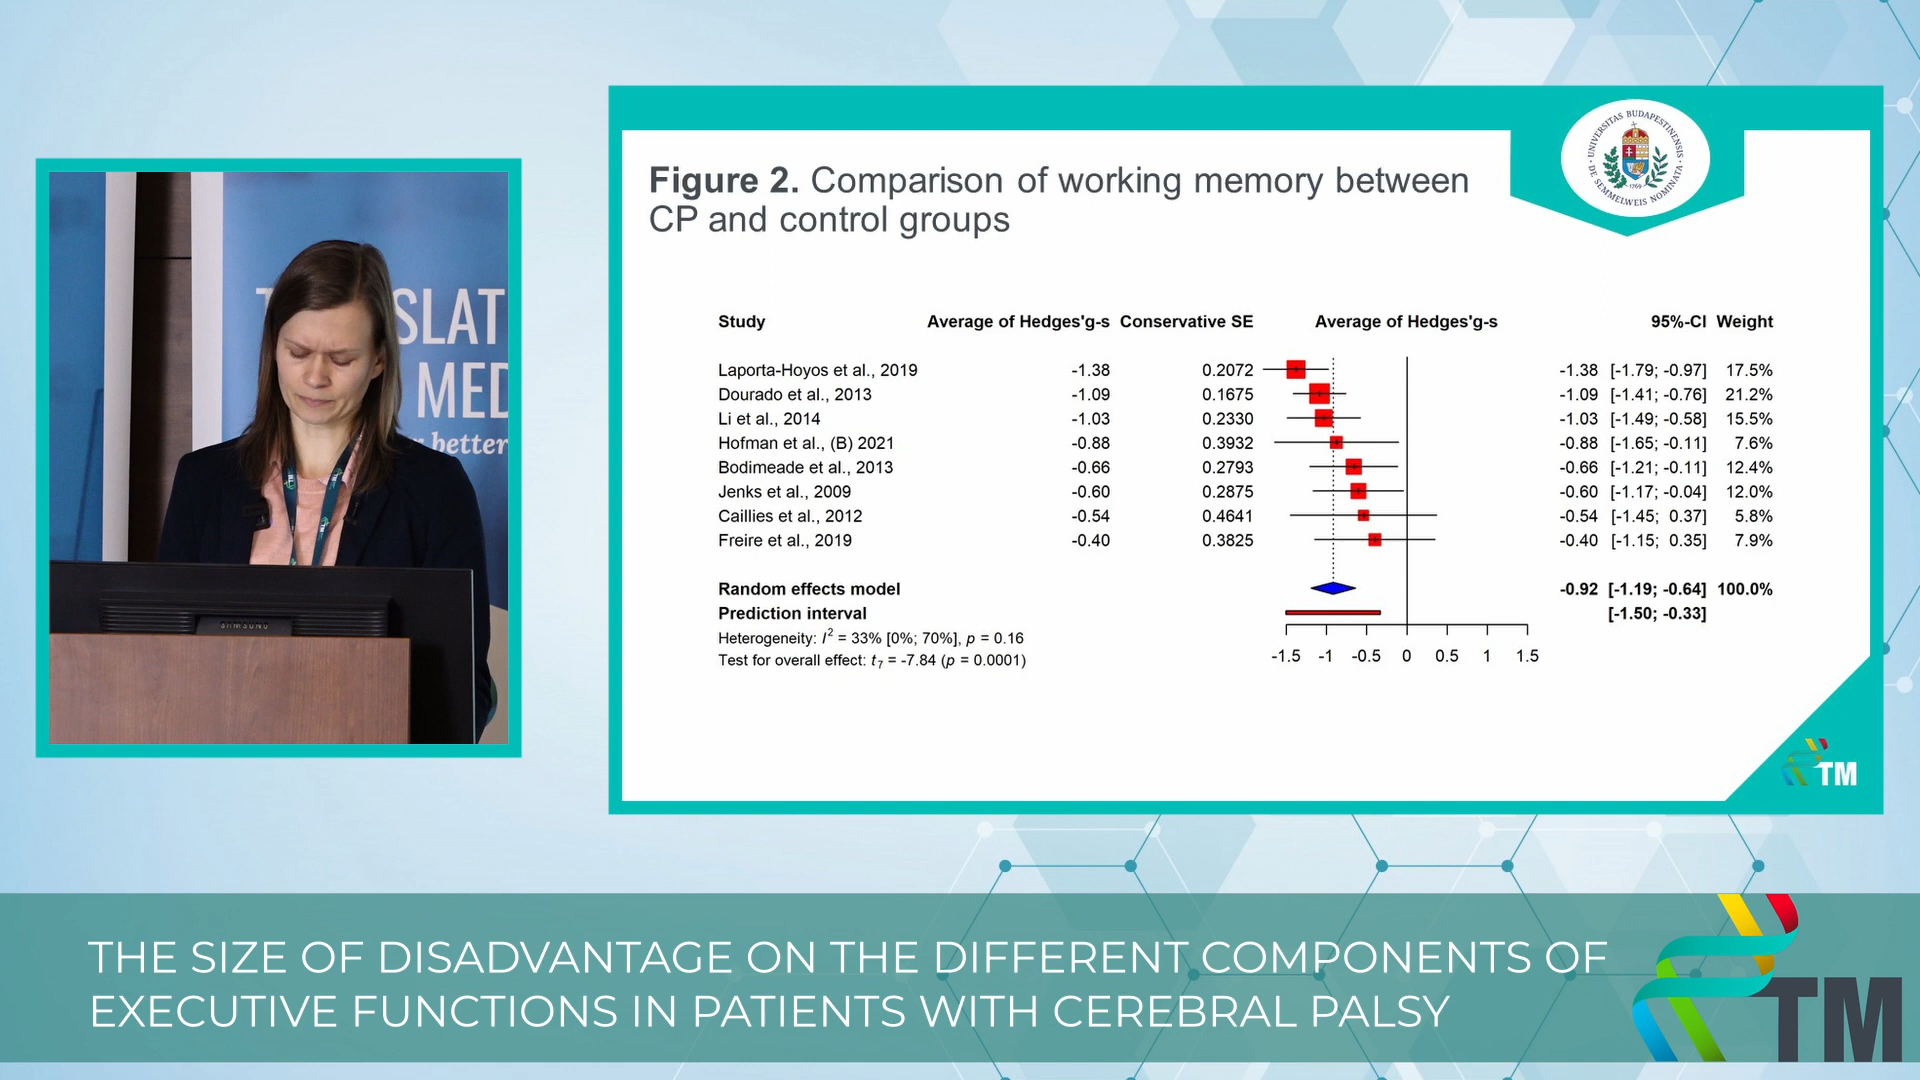 SLAT
MED
better
SAMSUNG
UNIVERSITAS BUDAPESTINENSIS
DE SEMMELWEIS NOMINATA
1769
Figure 2. Comparison of working memory between
CP and control groups
Study Average of Hedges'g-s Conservative SE Average of Hedges'g-s 95%-CI Weight
Laporta-Hoyos et al., 2019 -1.38 0.2072 -1.38 [-1.79; -0.97] 17.5%
Dourado et al., 2013 -1.09 0.1675 -1.09 [-1.41; -0.76] 21.2%
Li et al., 2014 -1.03 0.2330 -1.03 [-1.49; -0.58] 15.5%
Hofman et al., (B) 2021 -0.88 0.3932 -0.88 [-1.65; -0.11] 7.6%
Bodimeade et al., 2013 -0.66 0.2793 -0.66 [-1.21; -0.11] 12.4%
Jenks et al., 2009 -0.60 0.2875 -0.60 [-1.17; -0.04] 12.0%
Caillies et al., 2012 -0.54 0.4641 -0.54 [-1.45; 0.37] 5.8%
Freire et al., 2019 -0.40 0.3825 -0.40 [-1.15; 0.35] 7.9%
Random effects model -0.92 [-1.19; -0.64] 100.0%
Prediction interval [-1.50; -0.33]
Heterogeneity: I² = 33% [0%; 70%], p = 0.16
Test for overall effect: t₇ = -7.84 (p = 0.0001)
-1.5 -1 -0.5 0 0.5 1 1.5
TM
THE SIZE OF DISADVANTAGE ON THE DIFFERENT COMPONENTS OF
EXECUTIVE FUNCTIONS IN PATIENTS WITH CEREBRAL PALSY
TM